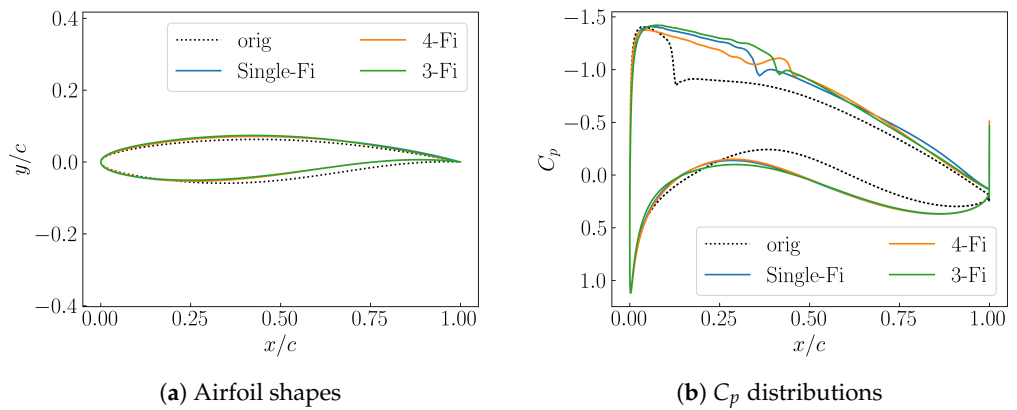 0.4
0.2
0.0
−0.2
−0.4
y/c
orig
Single-Fi
4-Fi
3-Fi
0.00 0.25 0.50 0.75 1.00
x/c
(a) Airfoil shapes
−1.5
−1.0
−0.5
0.0
0.5
1.0
Cp
orig
Single-Fi
4-Fi
3-Fi
0.00 0.25 0.50 0.75 1.00
x/c
(b) Cp distributions